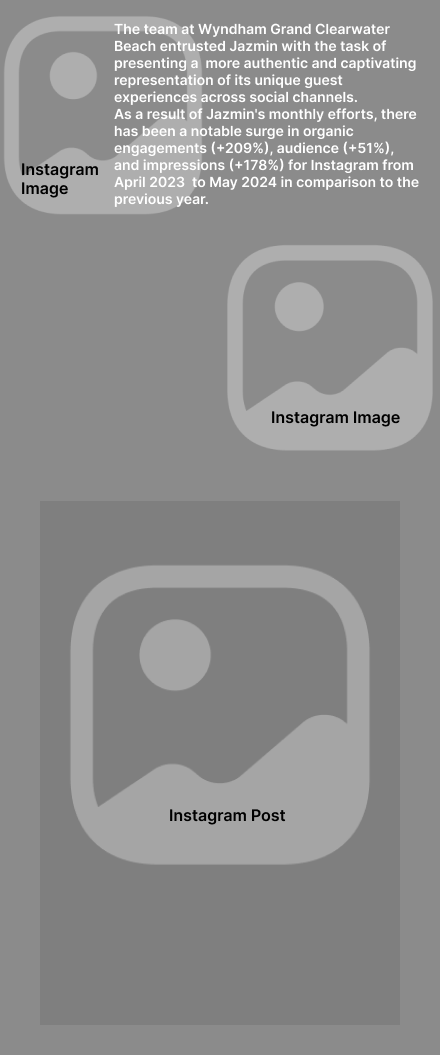 The team at Wyndham Grand Clearwater
Beach entrusted Jazmin with the task of
presenting a  more authentic and captivating
representation of its unique guest
experiences across social channels.
As a result of Jazmin's monthly efforts, there
has been a notable surge in organic
engagements (+209%), audience (+51%),
and impressions (+178%) for Instagram from
April 2023  to May 2024 in comparison to the
previous year.
Instagram
Image
Instagram Image
Instagram Post